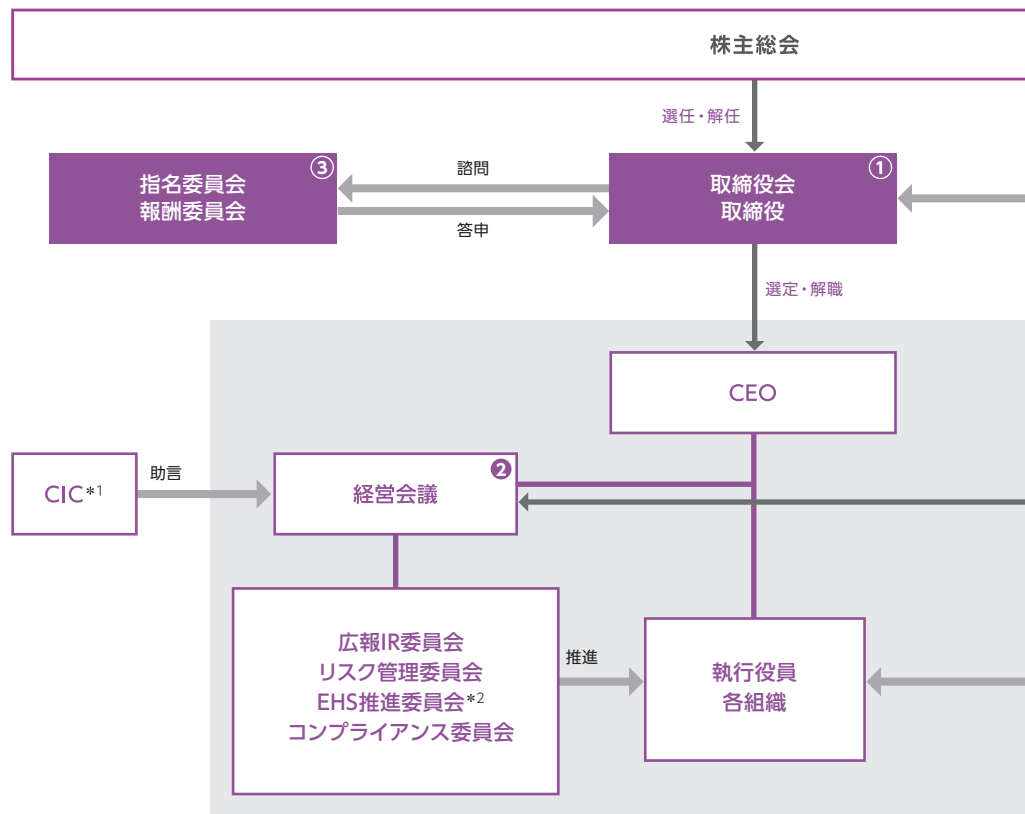 株主総会
選任・解任
指名委員会
報酬委員会
③
諮問
答申
取締役会
取締役
①
選定・解職
CEO
CIC*1
助言
経営会議
❷
広報IR委員会
リスク管理委員会
EHS推進委員会*2
コンプライアンス委員会
推進
執行役員
各組織